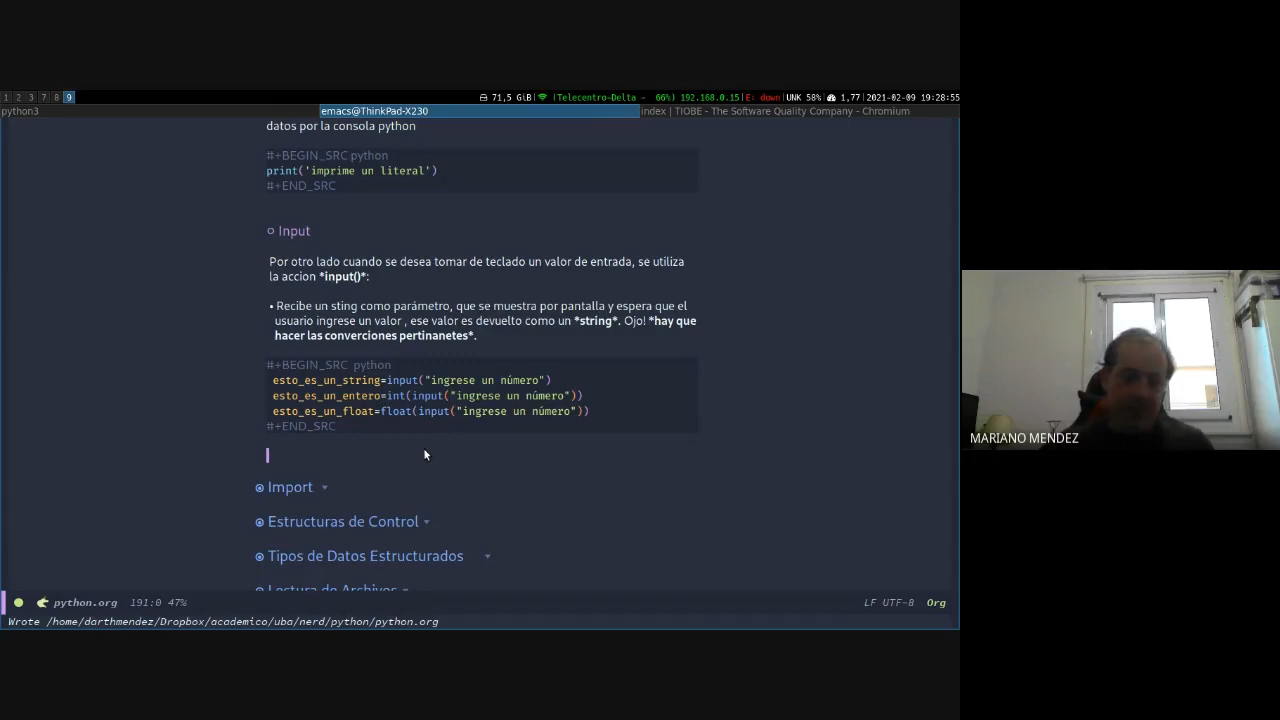 1 2 3 7 8 9
71,5 GiB| |Telecentro-Delta - 66%) 192.168.0.15|E: down|UNK 58%| 1,77 |2021-02-09 19:28:55
python3
emacs@ThinkPad-X230
index | TIOBE - The Software Quality Company - Chromium
datos por la consola python
#+BEGIN_SRC python
print('imprime un literal')
#+END_SRC
Input
Por otro lado cuando se desea tomar de teclado un valor de entrada, se utiliza
la accion *input()*:
• Recibe un sting como parámetro, que se muestra por pantalla y espera que el
usuario ingrese un valor , ese valor es devuelto como un *string*. Ojo! *hay que
hacer las converciones pertinanetes*.
#+BEGIN_SRC python
esto_es_un_string=input("ingrese un número")
esto_es_un_entero=int(input("ingrese un número"))
esto_es_un_float=float(input("ingrese un número"))
#+END_SRC
Import
Estructuras de Control
Tipos de Datos Estructurados
Lectura de Archivos
python.org 191:0 47%
LF UTF-8 Org
Wrote /home/darthmendez/Dropbox/academico/uba/nerd/python/python.org
MARIANO MENDEZ